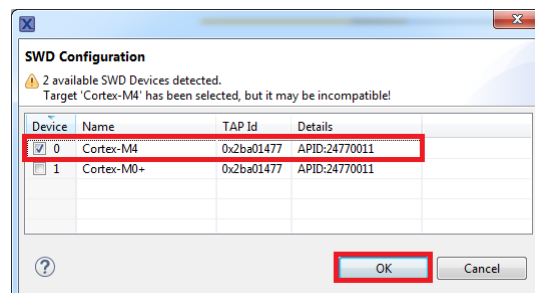 SWD Configuration
2 available SWD Devices detected.
Target 'Cortex-M4' has been selected, but it may be incompatible!
Device Name TAP Id Details
0 Cortex-M4 0x2ba01477 APID:24770011
1 Cortex-M0+ 0x2ba01477 APID:24770011
OK Cancel